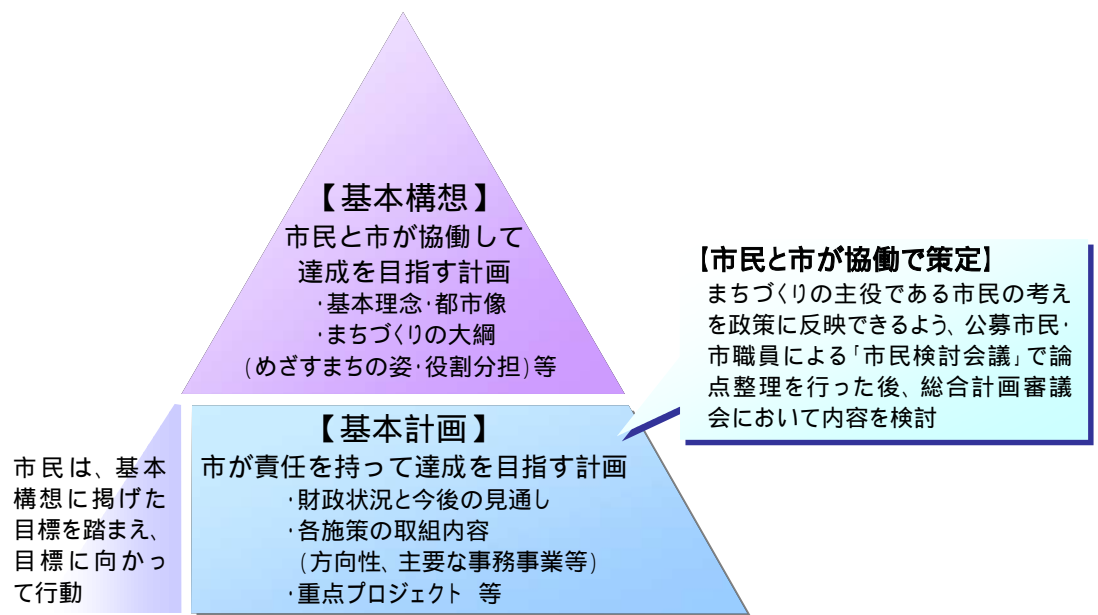 【基本構想】
市民と市が協働して
達成を目指す計画
・基本理念・都市像
・まちづくりの大綱
(めざすまちの姿・役割分担)等
【市民と市が協働で策定】
まちづくりの主役である市民の考え
を政策に反映できるよう、公募市民・
市職員による「市民検討会議」で論
点整理を行った後、総合計画審議
会において内容を検討
【基本計画】
市が責任を持って達成を目指す計画
・財政状況と今後の見通し
・各施策の取組内容
(方向性、主要な事務事業等)
・重点プロジェクト 等
市民は、基本
構想に掲げた
目標を踏まえ、
目標に向かっ
て行動